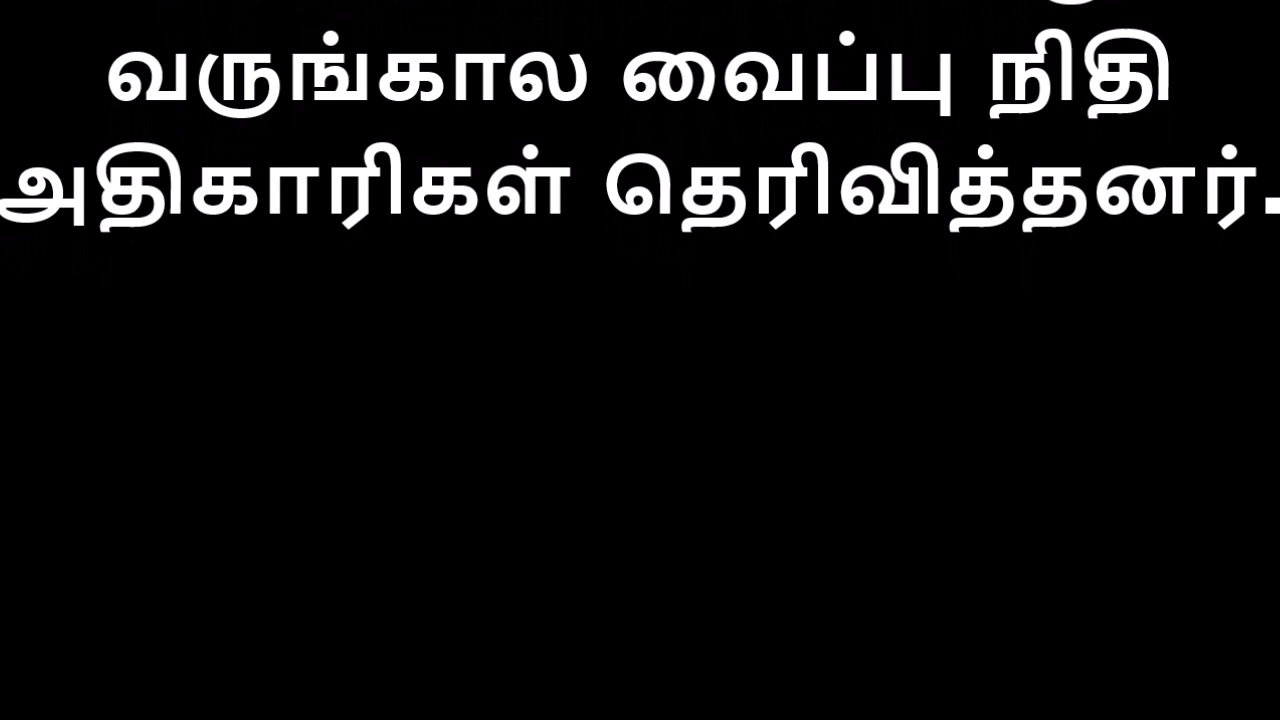 வருங்கால வைப்பு நிதி
அதிகாரிகள் தெரிவித்தனர்.